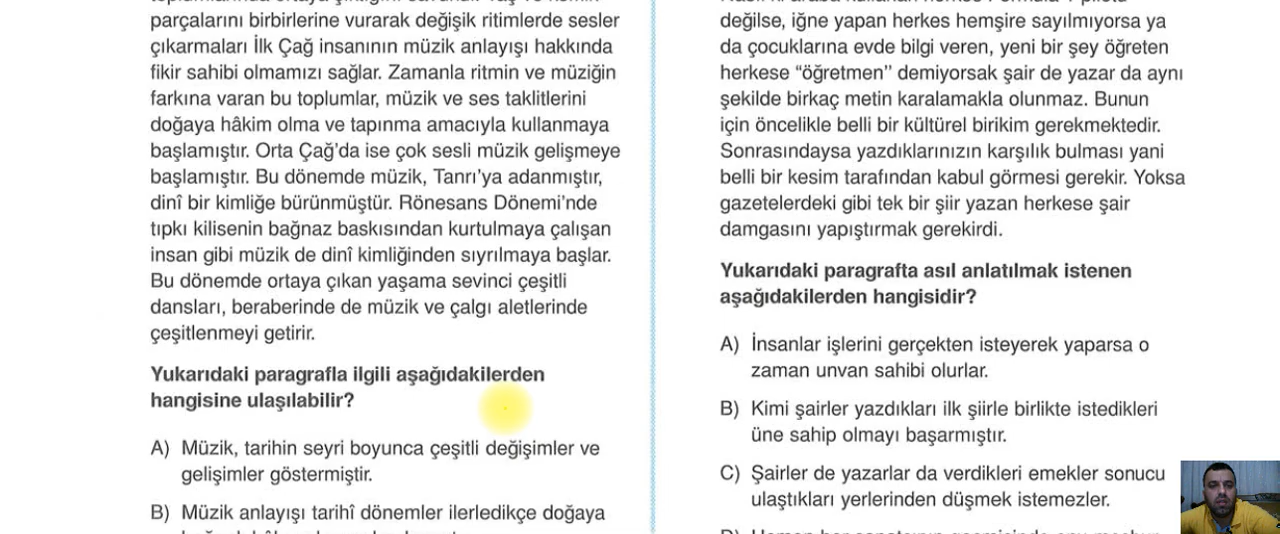 parçalarını birbirlerine vurarak değişik ritimlerde sesler
çıkarmaları İlk Çağ insanının müzik anlayışı hakkında
fikir sahibi olmamızı sağlar. Zamanla ritmin ve müziğin
farkına varan bu toplumlar, müzik ve ses taklitlerini
doğaya hâkim olma ve tapınma amacıyla kullanmaya
başlamıştır. Orta Çağ’da ise çok sesli müzik gelişmeye
başlamıştır. Bu dönemde müzik, Tanrı’ya adanmıştır,
dinî bir kimliğe bürünmüştür. Rönesans Dönemi’nde
tıpkı kilisenin bağnaz baskısından kurtulmaya çalışan
insan gibi müzik de dinî kimliğinden sıyrılmaya başlar.
Bu dönemde ortaya çıkan yaşama sevinci çeşitli
dansları, beraberinde de müzik ve çalgı aletlerinde
çeşitlenmeyi getirir.
Yukarıdaki paragrafla ilgili aşağıdakilerden
hangisine ulaşılabilir?
A) Müzik, tarihin seyri boyunca çeşitli değişimler ve
gelişimler göstermiştir.
B) Müzik anlayışı tarihî dönemler ilerledikçe doğaya
değilse, iğne yapan herkes hemşire sayılmıyorsa ya
da çocuklarına evde bilgi veren, yeni bir şey öğreten
herkese “öğretmen” demiyorsak şair de yazar da aynı
şekilde birkaç metin karalamakla olunmaz. Bunun
için öncelikle belli bir kültürel birikim gerekmektedir.
Sonrasındaysa yazdıklarınızın karşılık bulması yani
belli bir kesim tarafından kabul görmesi gerekir. Yoksa
gazetelerdeki gibi tek bir şiir yazan herkese şair
damgasını yapıştırmak gerekirdi.
Yukarıdaki paragrafta asıl anlatılmak istenen
aşağıdakilerden hangisidir?
A) İnsanlar işlerini gerçekten isteyerek yaparsa o
zaman unvan sahibi olurlar.
B) Kimi şairler yazdıkları ilk şiirle birlikte istedikleri
üne sahip olmayı başarmıştır.
C) Şairler de yazarlar da verdikleri emekler sonucu
ulaştıkları yerlerinden düşmek istemezler.